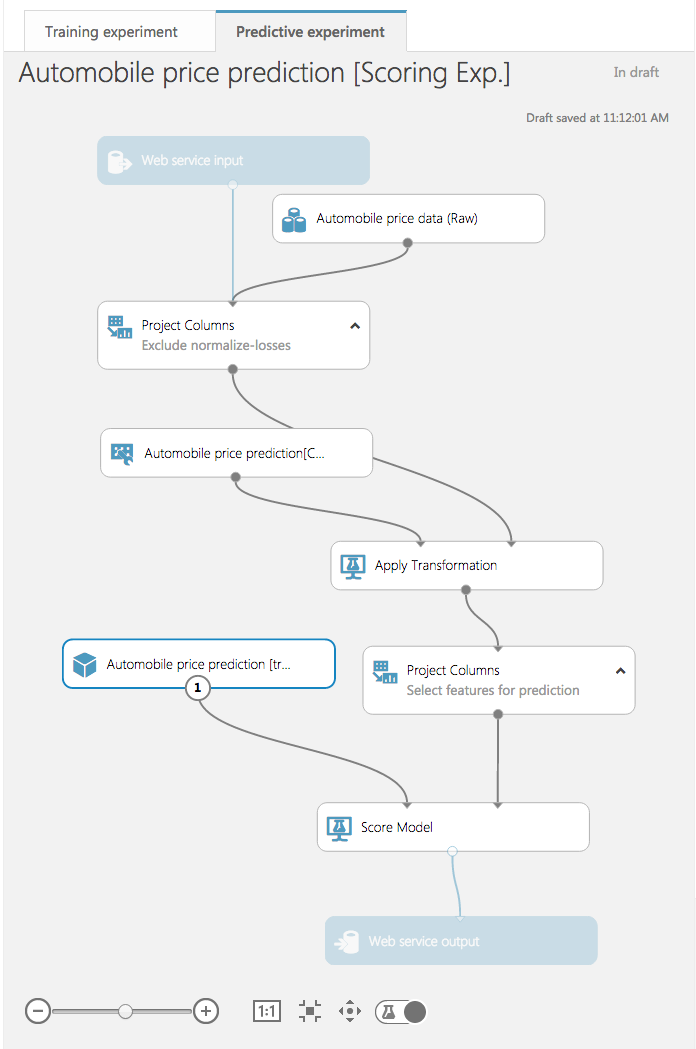 Training experiment
Predictive experiment
Automobile price prediction [Scoring Exp.]
In draft
Draft saved at 11:12:01 AM
Web service input
Automobile price data (Raw)
Project Columns
Exclude normalize-losses
Automobile price prediction[C...
Apply Transformation
Automobile price prediction [tr...
1
Project Columns
Select features for prediction
Score Model
Web service output
1:1